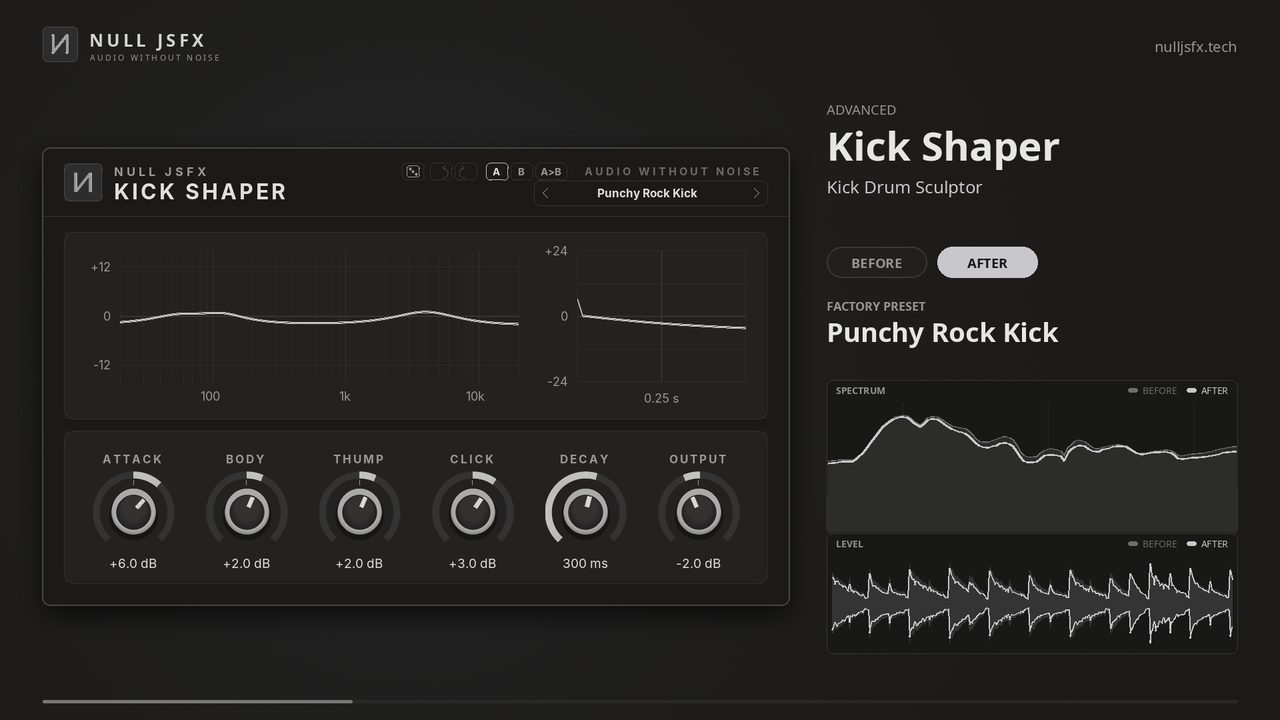 NULL JSFX
AUDIO WITHOUT NOISE
nulljsfx.tech
NULL JSFX
KICK SHAPER
A B A>B
AUDIO WITHOUT NOISE
Punchy Rock Kick
+12
0
-12
100 1k 10k
+24
0
-24
0.25 s
ATTACK BODY THUMP CLICK DECAY OUTPUT
+6.0 dB +2.0 dB +2.0 dB +3.0 dB 300 ms -2.0 dB
ADVANCED
Kick Shaper
Kick Drum Sculptor
BEFORE AFTER
FACTORY PRESET
Punchy Rock Kick
SPECTRUM BEFORE AFTER
LEVEL BEFORE AFTER